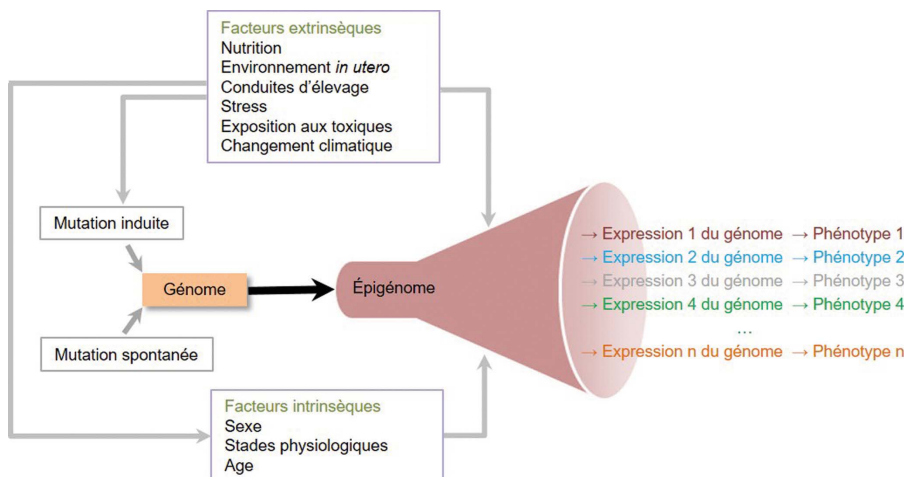 Facteurs extrinsèques
Nutrition
Environnement in utero
Conduites d'élevage
Stress
Exposition aux toxiques
Changement climatique
Mutation induite
Génome
Mutation spontanée
Épigénome
→ Expression 1 du génome → Phénotype 1
→ Expression 2 du génome → Phénotype 2
→ Expression 3 du génome → Phénotype 3
→ Expression 4 du génome → Phénotype 4
...
→ Expression n du génome → Phénotype n
Facteurs intrinsèques
Sexe
Stades physiologiques
Age